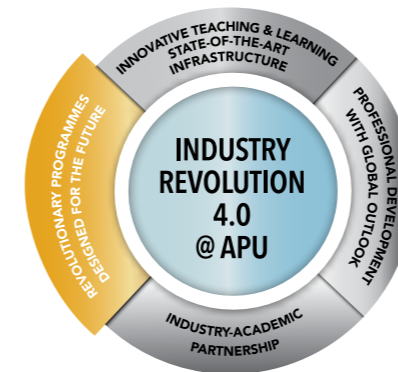 INNOVATIVE TEACHING & LEARNING
STATE-OF-THE-ART
INFRASTRUCTURE
PROFESSIONAL DEVELOPMENT
WITH GLOBAL OUTLOOK
INDUSTRY-ACADEMIC
PARTNERSHIP
REVOLUTIONARY PROGRAMMES
DESIGNED FOR THE FUTURE
INDUSTRY
REVOLUTION
4.0
@ APU